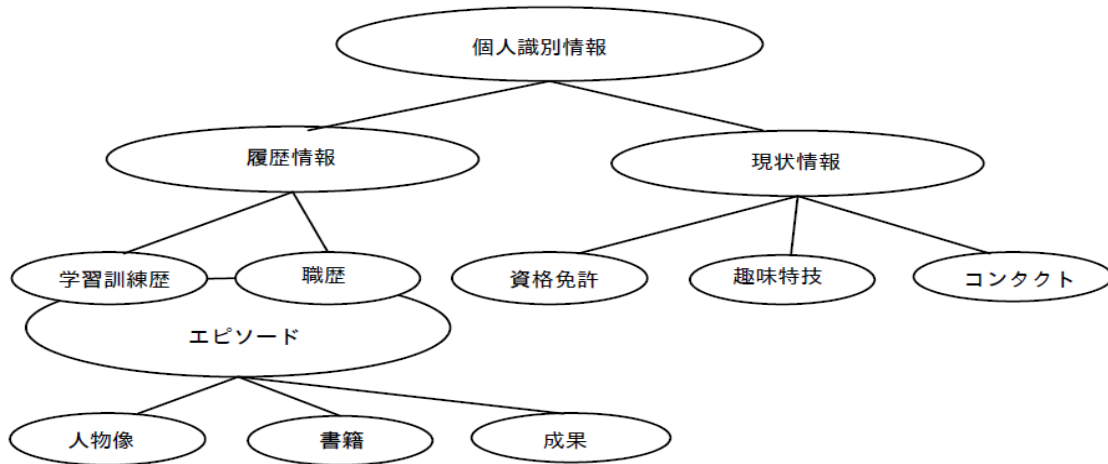 個人識別情報
履歴情報
現状情報
学習訓練歴
職歴
資格免許
趣味特技
コンタクト
エピソード
人物像
書籍
成果